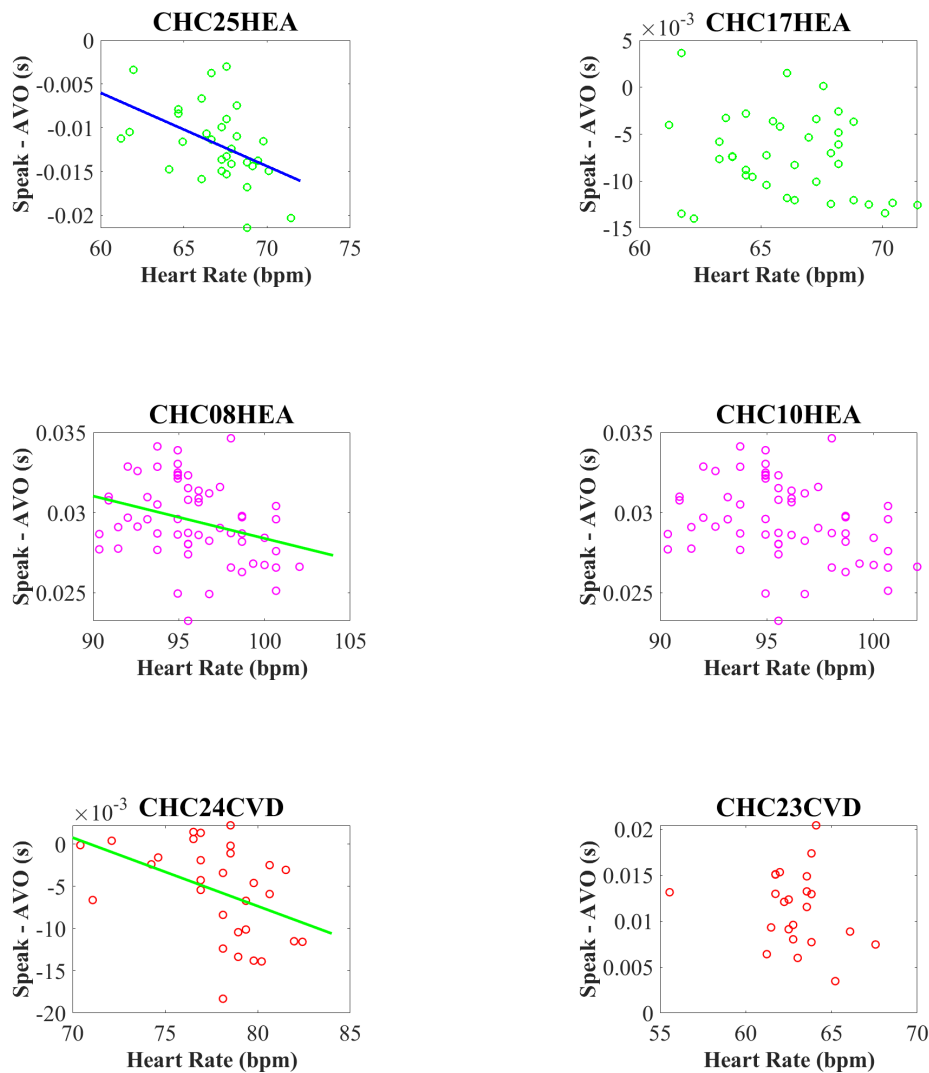 CHC25HEA
0
-0.005
-0.01
-0.015
-0.02
Speak - AVO (s)
60 65 70 75
Heart Rate (bpm)
CHC17HEA
×10⁻³
5
0
-5
-10
-15
Speak - AVO (s)
60 65 70
Heart Rate (bpm)
CHC08HEA
0.035
0.03
0.025
Speak - AVO (s)
90 95 100 105
Heart Rate (bpm)
CHC10HEA
0.035
0.03
0.025
Speak - AVO (s)
90 95 100
Heart Rate (bpm)
CHC24CVD
×10⁻³
0
-5
-10
-15
-20
Speak - AVO (s)
70 75 80 85
Heart Rate (bpm)
CHC23CVD
0.02
0.015
0.01
0.005
0
Speak - AVO (s)
55 60 65 70
Heart Rate (bpm)